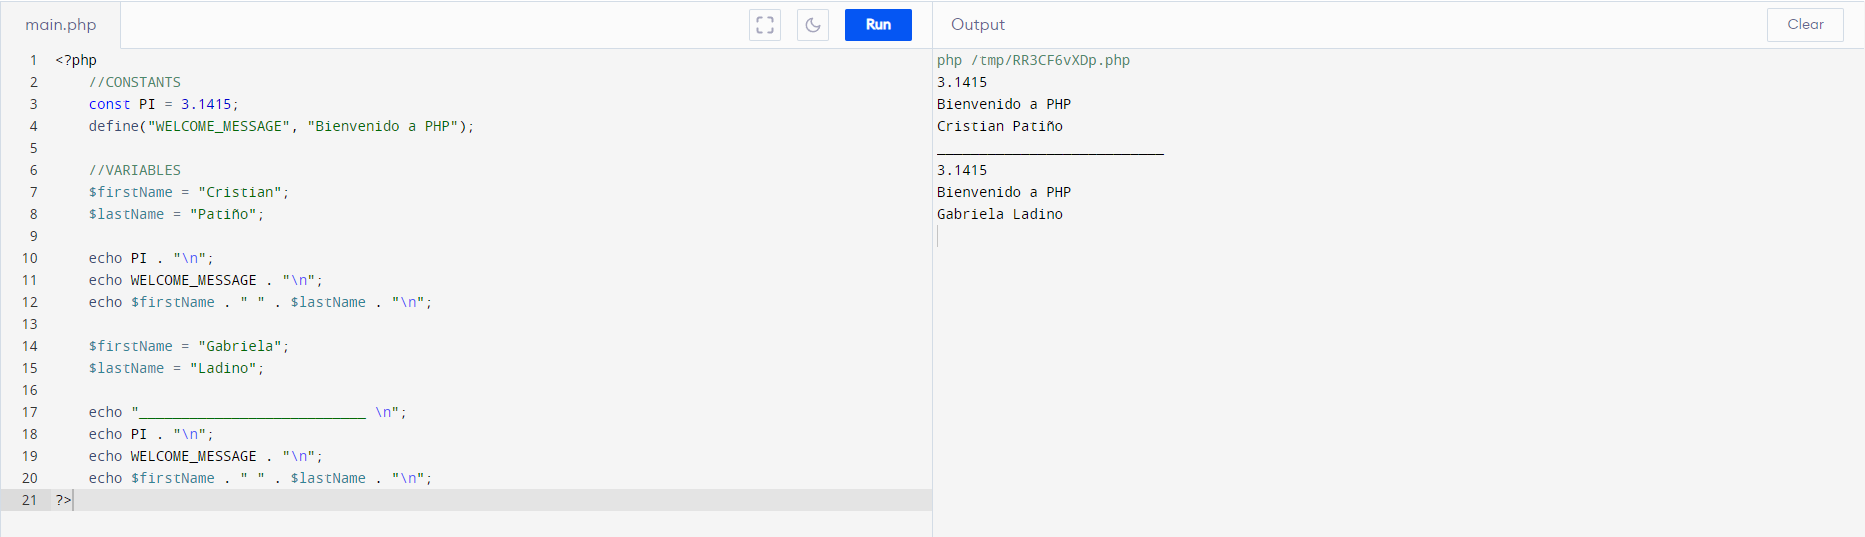 main.php
Run
1 <?php
2 //CONSTANTS
3 const PI = 3.1415;
4 define("WELCOME_MESSAGE", "Bienvenido a PHP");
5
6 //VARIABLES
7 $firstName = "Cristian";
8 $lastName = "Patiño";
9
10 echo PI . "\n";
11 echo WELCOME_MESSAGE . "\n";
12 echo $firstName . " " . $lastName . "\n";
13
14 $firstName = "Gabriela";
15 $lastName = "Ladino";
16
17 echo "___________________________ \n";
18 echo PI . "\n";
19 echo WELCOME_MESSAGE . "\n";
20 echo $firstName . " " . $lastName . "\n";
21 ?>
Output
Clear
php /tmp/RR3CF6vXDp.php
3.1415
Bienvenido a PHP
Cristian Patiño
___________________________
3.1415
Bienvenido a PHP
Gabriela Ladino